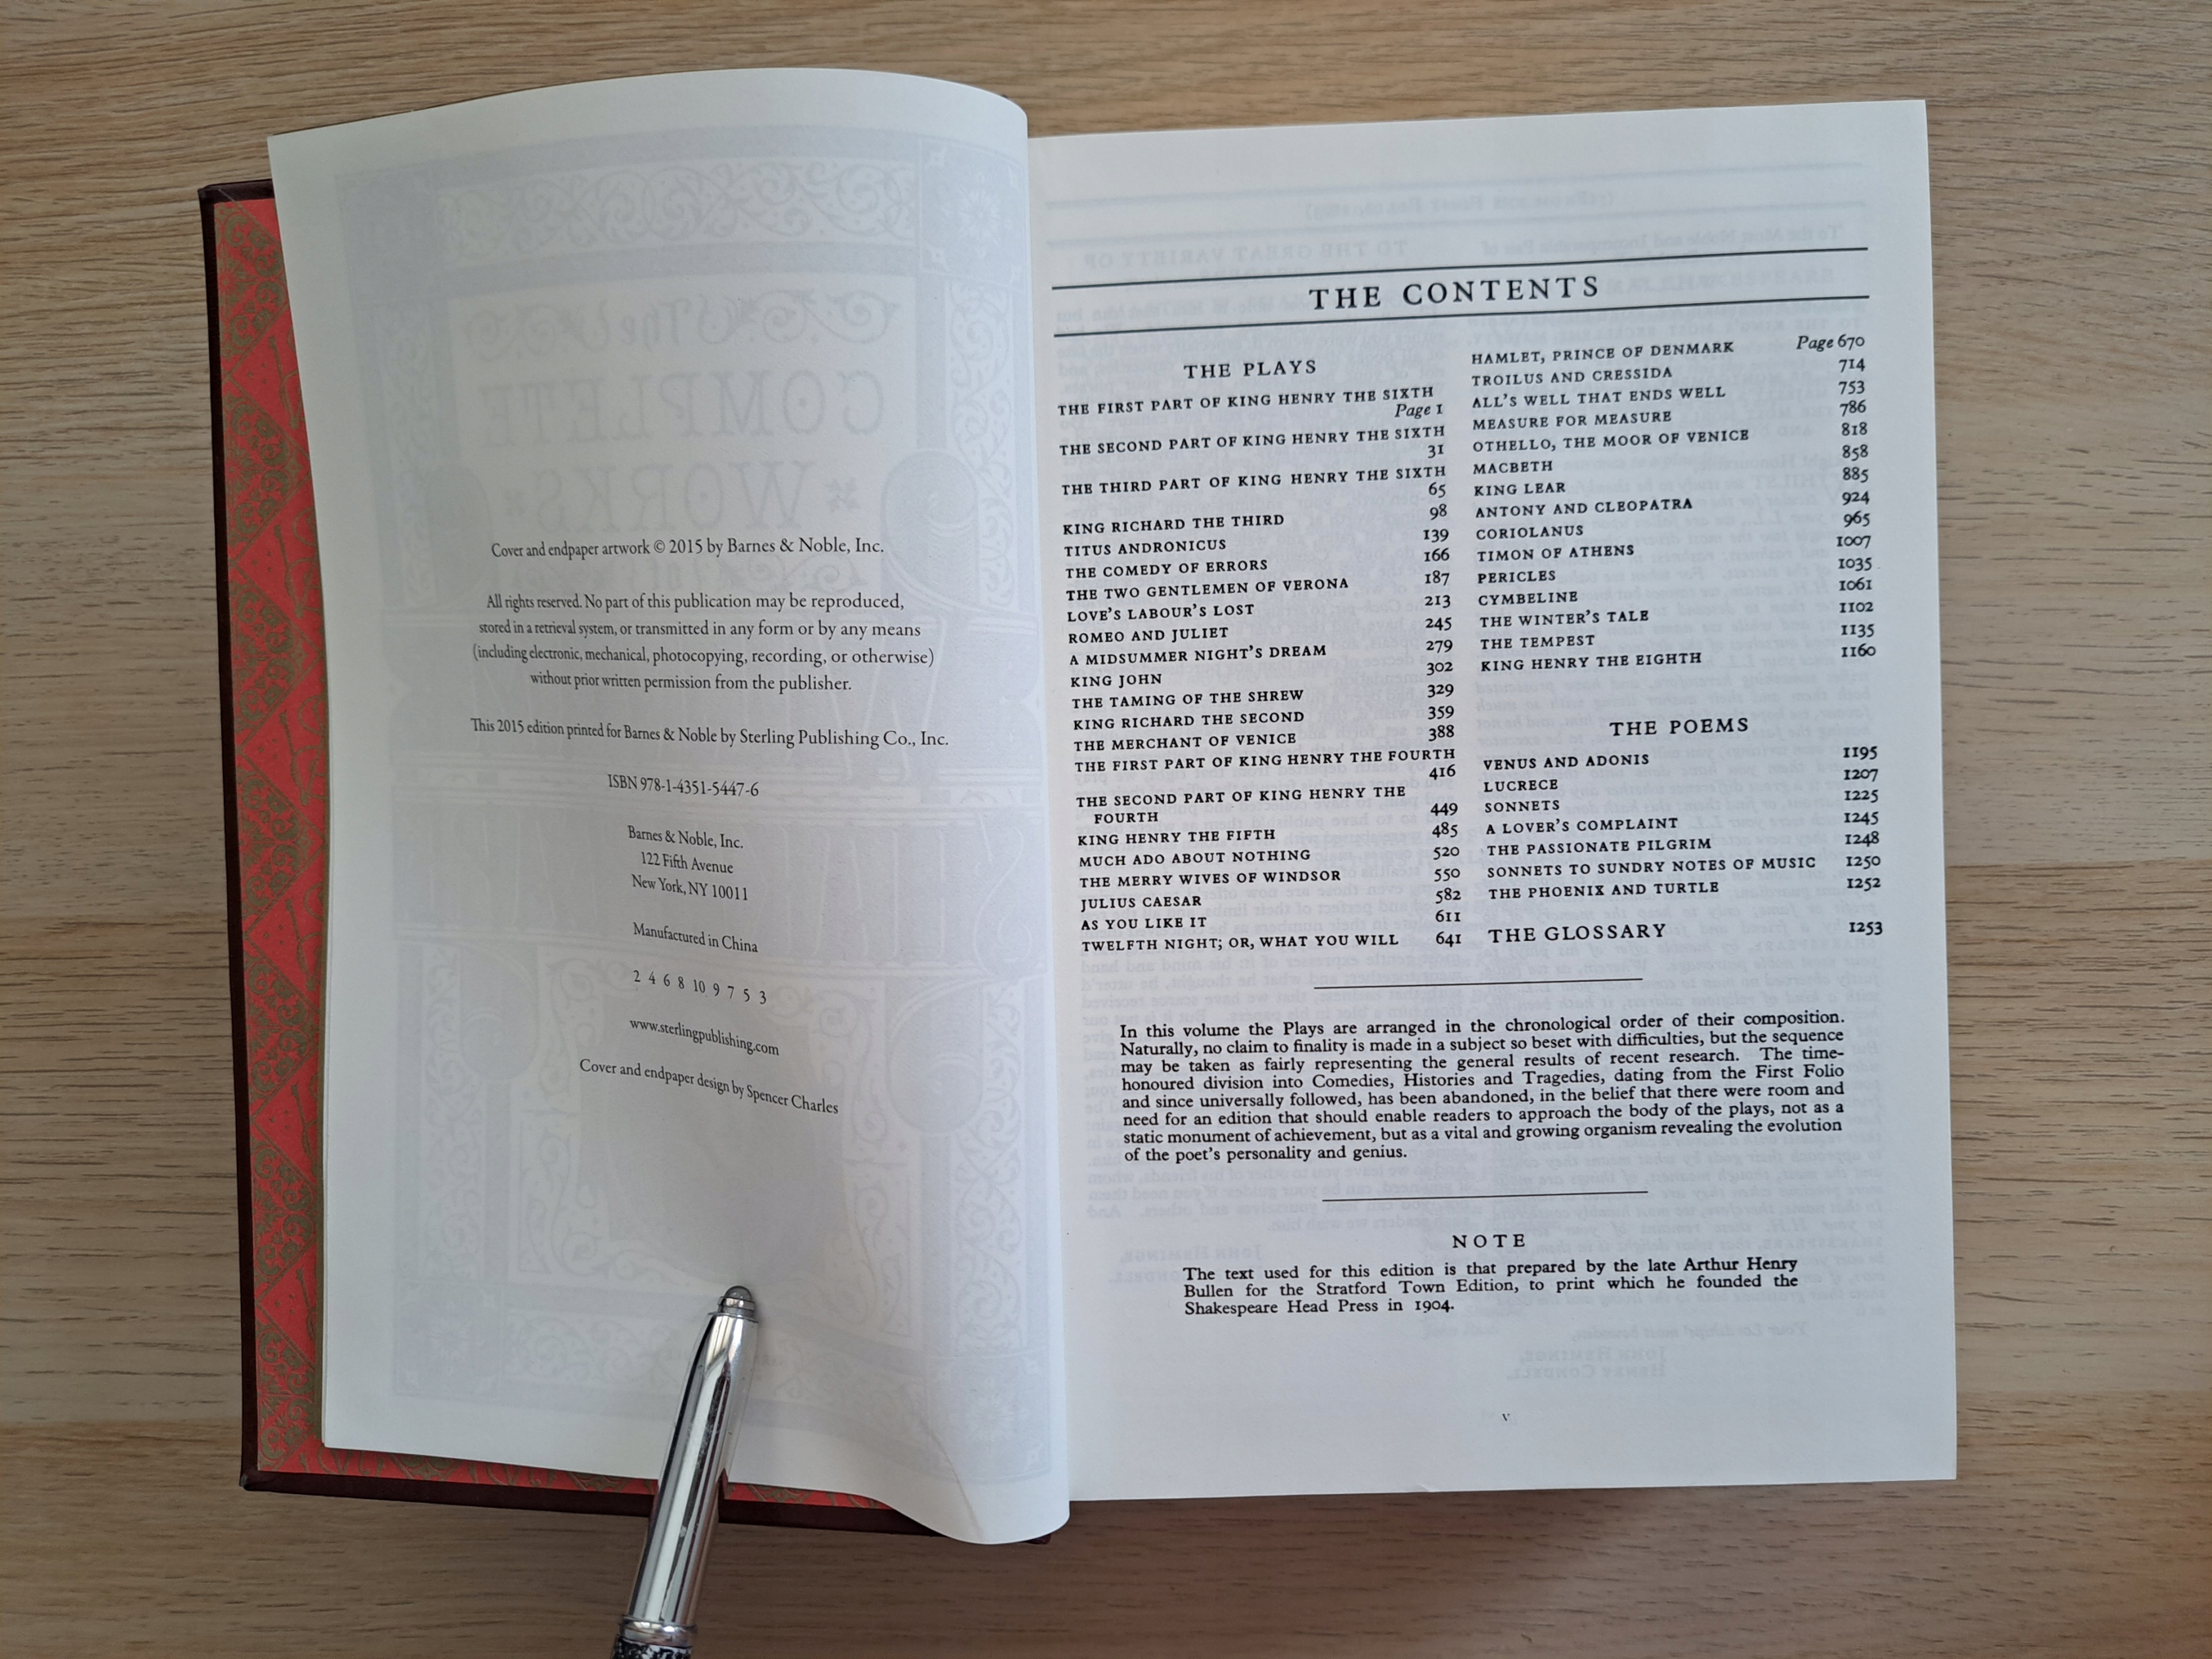 Cover and endpaper artwork © 2015 by Barnes & Noble, Inc.
All rights reserved. No part of this publication may be reproduced,
stored in a retrieval system, or transmitted in any form or by any means
(including electronic, mechanical, photocopying, recording, or otherwise)
without prior written permission from the publisher.
This 2015 edition printed for Barnes & Noble by Sterling Publishing Co., Inc.
ISBN 978-1-4351-5447-6
Barnes & Noble, Inc.
122 Fifth Avenue
New York, NY 10011
Manufactured in China
2 4 6 8 10 9 7 5 3
www.sterlingpublishing.com
Cover and endpaper design by Spencer Charles
THE CONTENTS
THE PLAYS
THE FIRST PART OF KING HENRY THE SIXTH
Page 1
THE SECOND PART OF KING HENRY THE SIXTH
31
THE THIRD PART OF KING HENRY THE SIXTH
65
KING RICHARD THE THIRD 98
TITUS ANDRONICUS 139
THE COMEDY OF ERRORS 166
THE TWO GENTLEMEN OF VERONA 187
LOVE'S LABOUR'S LOST 213
ROMEO AND JULIET 245
A MIDSUMMER NIGHT'S DREAM 279
KING JOHN 302
THE TAMING OF THE SHREW 329
KING RICHARD THE SECOND 359
THE MERCHANT OF VENICE 388
THE FIRST PART OF KING HENRY THE FOURTH
416
THE SECOND PART OF KING HENRY THE
FOURTH 449
KING HENRY THE FIFTH 485
MUCH ADO ABOUT NOTHING 520
THE MERRY WIVES OF WINDSOR 550
JULIUS CAESAR 582
AS YOU LIKE IT 611
TWELFTH NIGHT; OR, WHAT YOU WILL 641
HAMLET, PRINCE OF DENMARK Page 670
TROILUS AND CRESSIDA 714
ALL'S WELL THAT ENDS WELL 753
MEASURE FOR MEASURE 786
OTHELLO, THE MOOR OF VENICE 818
MACBETH 858
KING LEAR 885
ANTONY AND CLEOPATRA 924
CORIOLANUS 965
TIMON OF ATHENS 1007
PERICLES 1035
CYMBELINE 1061
THE WINTER'S TALE 1102
THE TEMPEST 1135
KING HENRY THE EIGHTH 1160
THE POEMS
VENUS AND ADONIS 1195
LUCRECE 1207
SONNETS 1225
A LOVER'S COMPLAINT 1245
THE PASSIONATE PILGRIM 1248
SONNETS TO SUNDRY NOTES OF MUSIC 1250
THE PHOENIX AND TURTLE 1252
THE GLOSSARY 1253
In this volume the Plays are arranged in the chronological order of their composition.
Naturally, no claim to finality is made in a subject so beset with difficulties, but the sequence
may be taken as fairly representing the general results of recent research. The time-
honoured division into Comedies, Histories and Tragedies, dating from the First Folio
and since universally followed, has been abandoned, in the belief that there were room and
need for an edition that should enable readers to approach the body of the plays, not as a
static monument of achievement, but as a vital and growing organism revealing the evolution
of the poet's personality and genius.
NOTE
The text used for this edition is that prepared by the late Arthur Henry
Bullen for the Stratford Town Edition, to print which he founded the
Shakespeare Head Press in 1904.
v